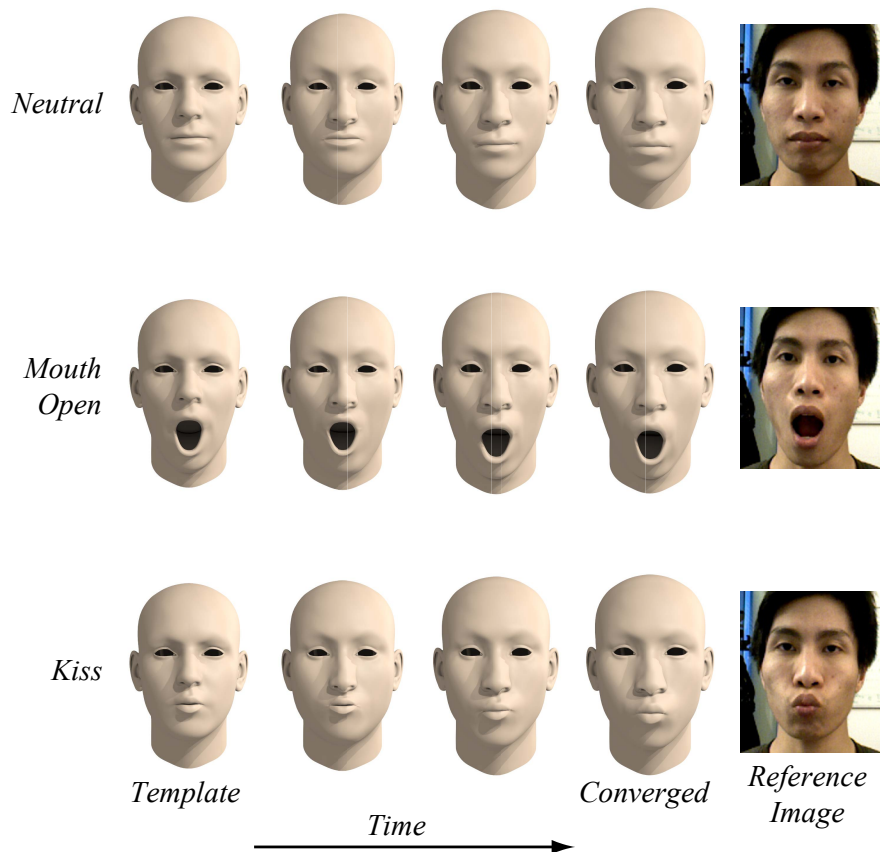 Neutral
Mouth
Open
Kiss
Template
Converged
Reference
Image
Time